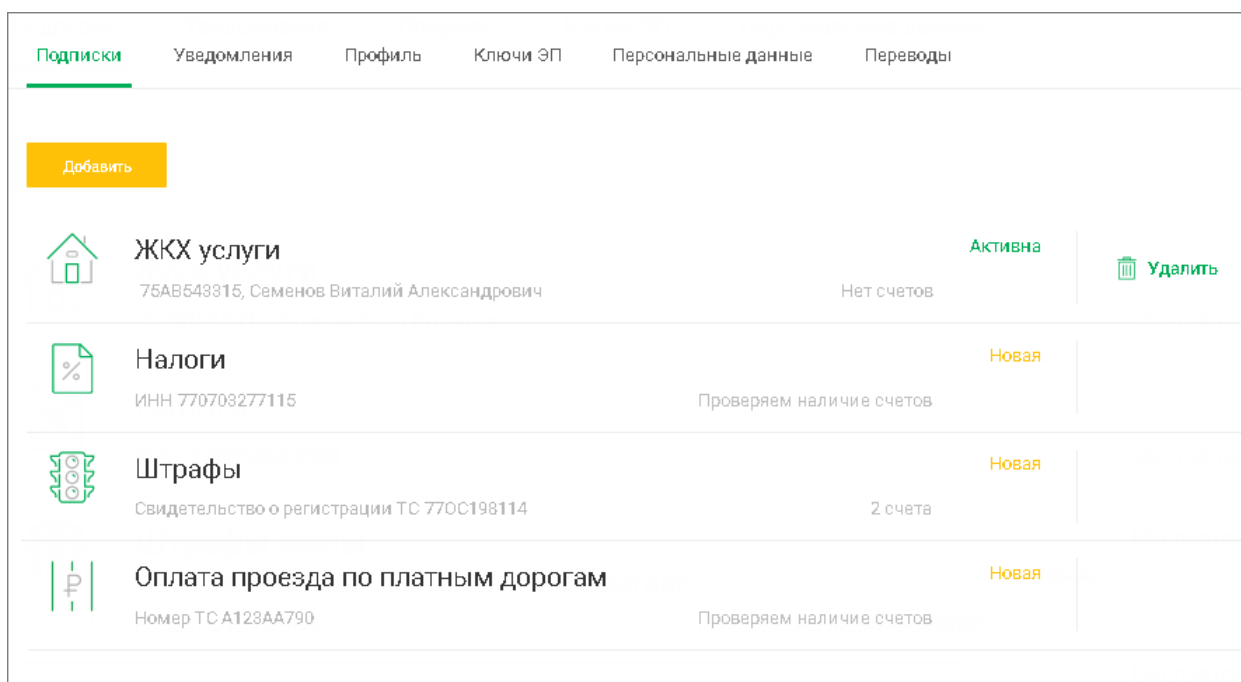 Подписки Уведомления Профиль Ключи ЭП Персональные данные Переводы
Добавить
ЖКХ услуги Активна
75АВ543315, Семенов Виталий Александрович Нет счетов Удалить
Налоги Новая
%
ИНН 770703277115 Проверяем наличие счетов
Штрафы Новая
Свидетельство о регистрации ТС 77ОС198114 2 счета
Оплата проезда по платным дорогам Новая
₽
Номер ТС А123АА790 Проверяем наличие счетов